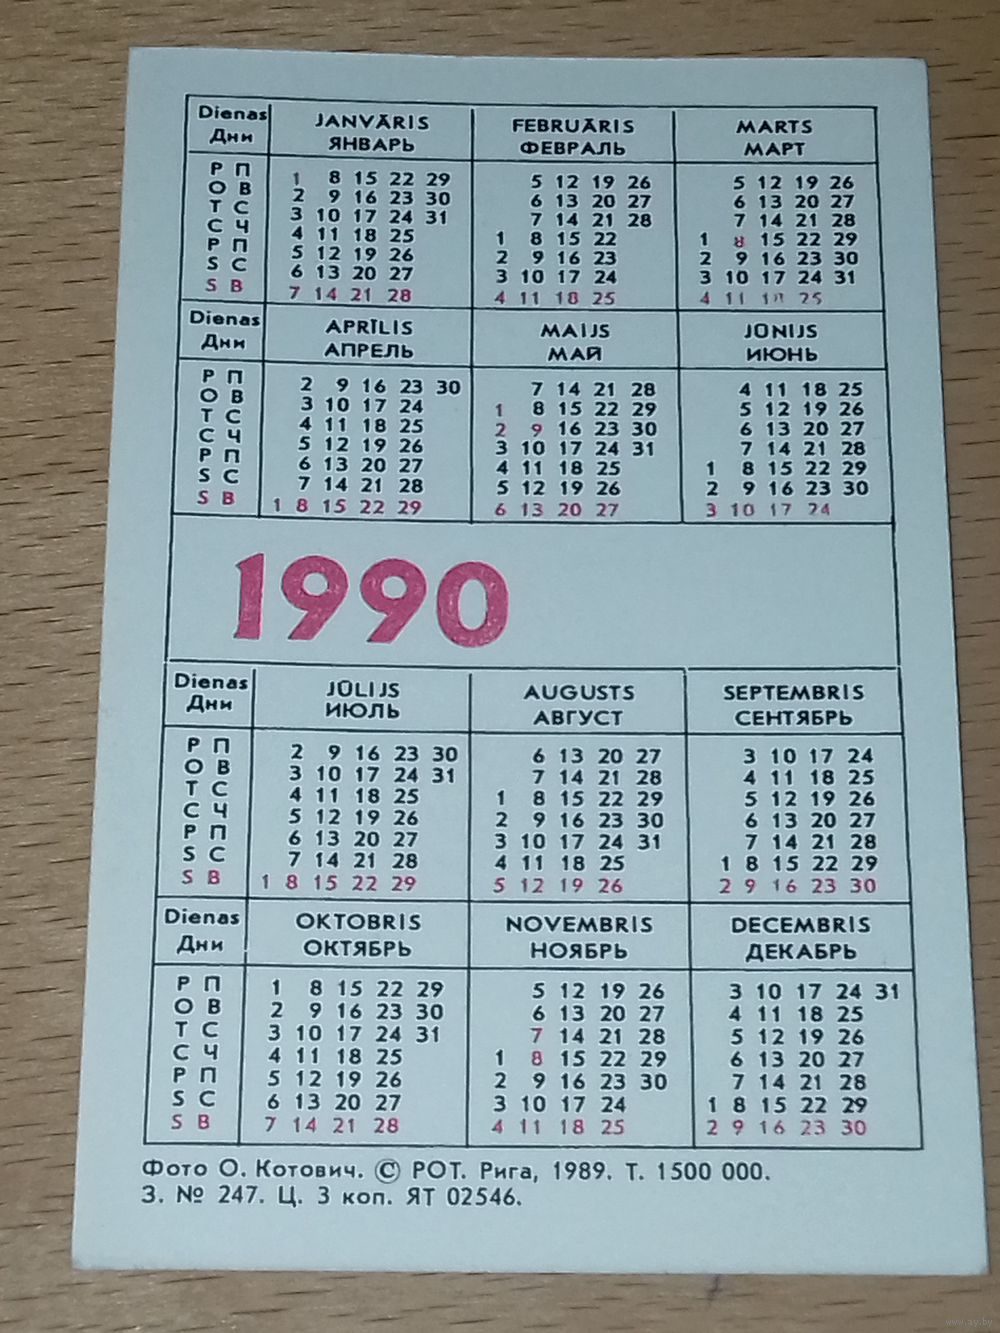 Dienas JANVĀRIS FEBRUĀRIS MARTS
Дни ЯНВАРЬ ФЕВРАЛЬ МАРТ
P П 1 8 15 22 29 5 12 19 26 5 12 19 26
O В 2 9 16 23 30 6 13 20 27 6 13 20 27
T С 3 10 17 24 31 7 14 21 28 7 14 21 28
C Ч 4 11 18 25 1 8 15 22 1 8 15 22 29
P П 5 12 19 26 2 9 16 23 2 9 16 23 30
S С 6 13 20 27 3 10 17 24 3 10 17 24 31
S В 7 14 21 28 4 11 18 25 4 11 18 25
Dienas APRĪLIS MAIJS JŪNIJS
Дни АПРЕЛЬ МАЙ ИЮНЬ
P П 2 9 16 23 30 7 14 21 28 4 11 18 25
O В 3 10 17 24 1 8 15 22 29 5 12 19 26
T С 4 11 18 25 2 9 16 23 30 6 13 20 27
C Ч 5 12 19 26 3 10 17 24 31 7 14 21 28
P П 6 13 20 27 4 11 18 25 1 8 15 22 29
S С 7 14 21 28 5 12 19 26 2 9 16 23 30
S В 1 8 15 22 29 6 13 20 27 3 10 17 24
1990
Dienas JŪLIJS AUGUSTS SEPTEMBRIS
Дни ИЮЛЬ АВГУСТ СЕНТЯБРЬ
P П 2 9 16 23 30 6 13 20 27 3 10 17 24
O В 3 10 17 24 31 7 14 21 28 4 11 18 25
T С 4 11 18 25 1 8 15 22 29 5 12 19 26
C Ч 5 12 19 26 2 9 16 23 30 6 13 20 27
P П 6 13 20 27 3 10 17 24 31 7 14 21 28
S С 7 14 21 28 4 11 18 25 1 8 15 22 29
S В 1 8 15 22 29 5 12 19 26 2 9 16 23 30
Dienas OKTOBRIS NOVEMBRIS DECEMBRIS
Дни ОКТЯБРЬ НОЯБРЬ ДЕКАБРЬ
P П 1 8 15 22 29 5 12 19 26 3 10 17 24 31
O В 2 9 16 23 30 6 13 20 27 4 11 18 25
T С 3 10 17 24 31 7 14 21 28 5 12 19 26
C Ч 4 11 18 25 1 8 15 22 29 6 13 20 27
P П 5 12 19 26 2 9 16 23 30 7 14 21 28
S С 6 13 20 27 3 10 17 24 1 8 15 22 29
S В 7 14 21 28 4 11 18 25 2 9 16 23 30
Фото О. Котович. © РОТ. Рига, 1989. Т. 1500 000.
З. № 247. Ц. 3 коп. ЯТ 02546.
www.ay.by